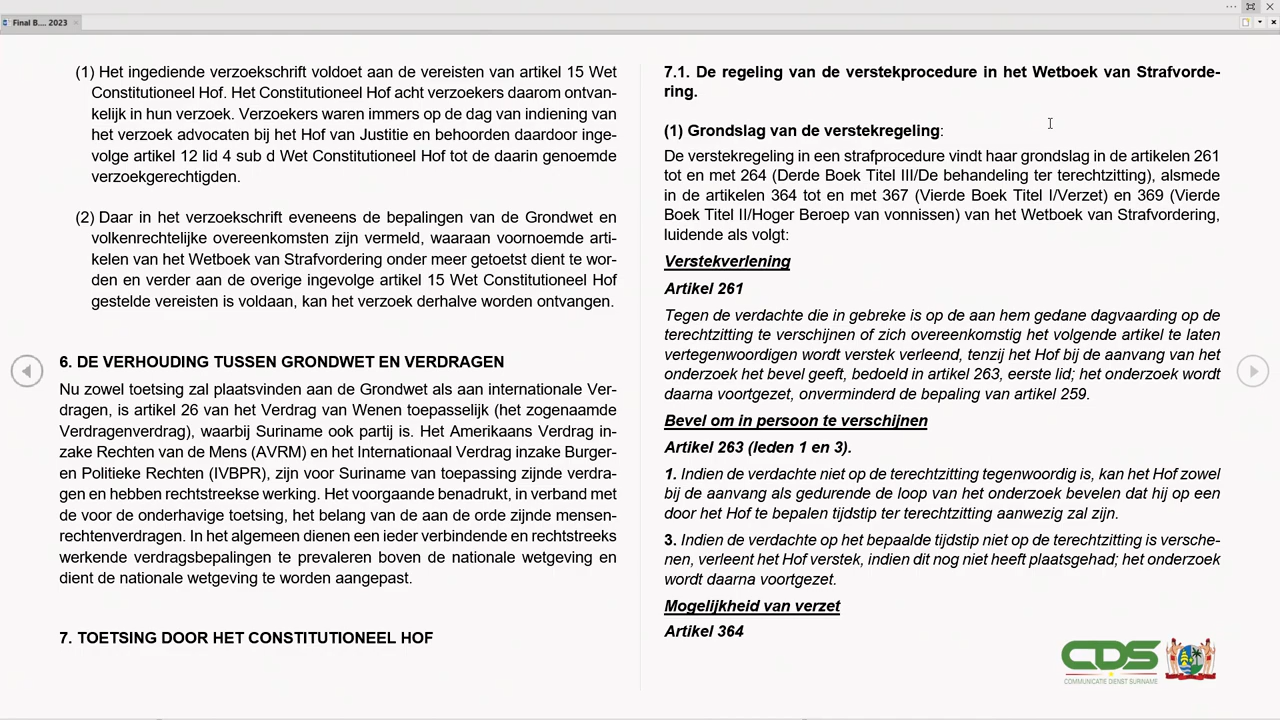 Final B.... 2023
(1) Het ingediende verzoekschrift voldoet aan de vereisten van artikel 15 Wet
Constitutioneel Hof. Het Constitutioneel Hof acht verzoekers daarom ontvan-
kelijk in hun verzoek. Verzoekers waren immers op de dag van indiening van
het verzoek advocaten bij het Hof van Justitie en behoorden daardoor inge-
volge artikel 12 lid 4 sub d Wet Constitutioneel Hof tot de daarin genoemde
verzoekgerechtigden.
(2) Daar in het verzoekschrift eveneens de bepalingen van de Grondwet en
volkenrechtelijke overeenkomsten zijn vermeld, waaraan voornoemde arti-
kelen van het Wetboek van Strafvordering onder meer getoetst dient te wor-
den en verder aan de overige ingevolge artikel 15 Wet Constitutioneel Hof
gestelde vereisten is voldaan, kan het verzoek derhalve worden ontvangen.
6. DE VERHOUDING TUSSEN GRONDWET EN VERDRAGEN
Nu zowel toetsing zal plaatsvinden aan de Grondwet als aan internationale Ver-
dragen, is artikel 26 van het Verdrag van Wenen toepasselijk (het zogenaamde
Verdragenverdrag), waarbij Suriname ook partij is. Het Amerikaans Verdrag in-
zake Rechten van de Mens (AVRM) en het Internationaal Verdrag inzake Burger-
en Politieke Rechten (IVBPR), zijn voor Suriname van toepassing zijnde verdra-
gen en hebben rechtstreekse werking. Het voorgaande benadrukt, in verband met
de voor de onderhavige toetsing, het belang van de aan de orde zijnde mensen-
rechtenverdragen. In het algemeen dienen een ieder verbindende en rechtstreeks
werkende verdragsbepalingen te prevaleren boven de nationale wetgeving en
dient de nationale wetgeving te worden aangepast.
7. TOETSING DOOR HET CONSTITUTIONEEL HOF
7.1. De regeling van de verstekprocedure in het Wetboek van Strafvorde-
ring.
(1) Grondslag van de verstekregeling:
De verstekregeling in een strafprocedure vindt haar grondslag in de artikelen 261
tot en met 264 (Derde Boek Titel III/De behandeling ter terechtzitting), alsmede
in de artikelen 364 tot en met 367 (Vierde Boek Titel I/Verzet) en 369 (Vierde
Boek Titel II/Hoger Beroep van vonnissen) van het Wetboek van Strafvordering,
luidende als volgt:
Verstekverlening
Artikel 261
Tegen de verdachte die in gebreke is op de aan hem gedane dagvaarding op de
terechtzitting te verschijnen of zich overeenkomstig het volgende artikel te laten
vertegenwoordigen wordt verstek verleend, tenzij het Hof bij de aanvang van het
onderzoek het bevel geeft, bedoeld in artikel 263, eerste lid; het onderzoek wordt
daarna voortgezet, onverminderd de bepaling van artikel 259.
Bevel om in persoon te verschijnen
Artikel 263 (leden 1 en 3).
1. Indien de verdachte niet op de terechtzitting tegenwoordig is, kan het Hof zowel
bij de aanvang als gedurende de loop van het onderzoek bevelen dat hij op een
door het Hof te bepalen tijdstip ter terechtzitting aanwezig zal zijn.
3. Indien de verdachte op het bepaalde tijdstip niet op de terechtzitting is versche-
nen, verleent het Hof verstek, indien dit nog niet heeft plaatsgehad; het onderzoek
wordt daarna voortgezet.
Mogelijkheid van verzet
Artikel 364
CDS
COMMUNICATIE DIENST SURINAME